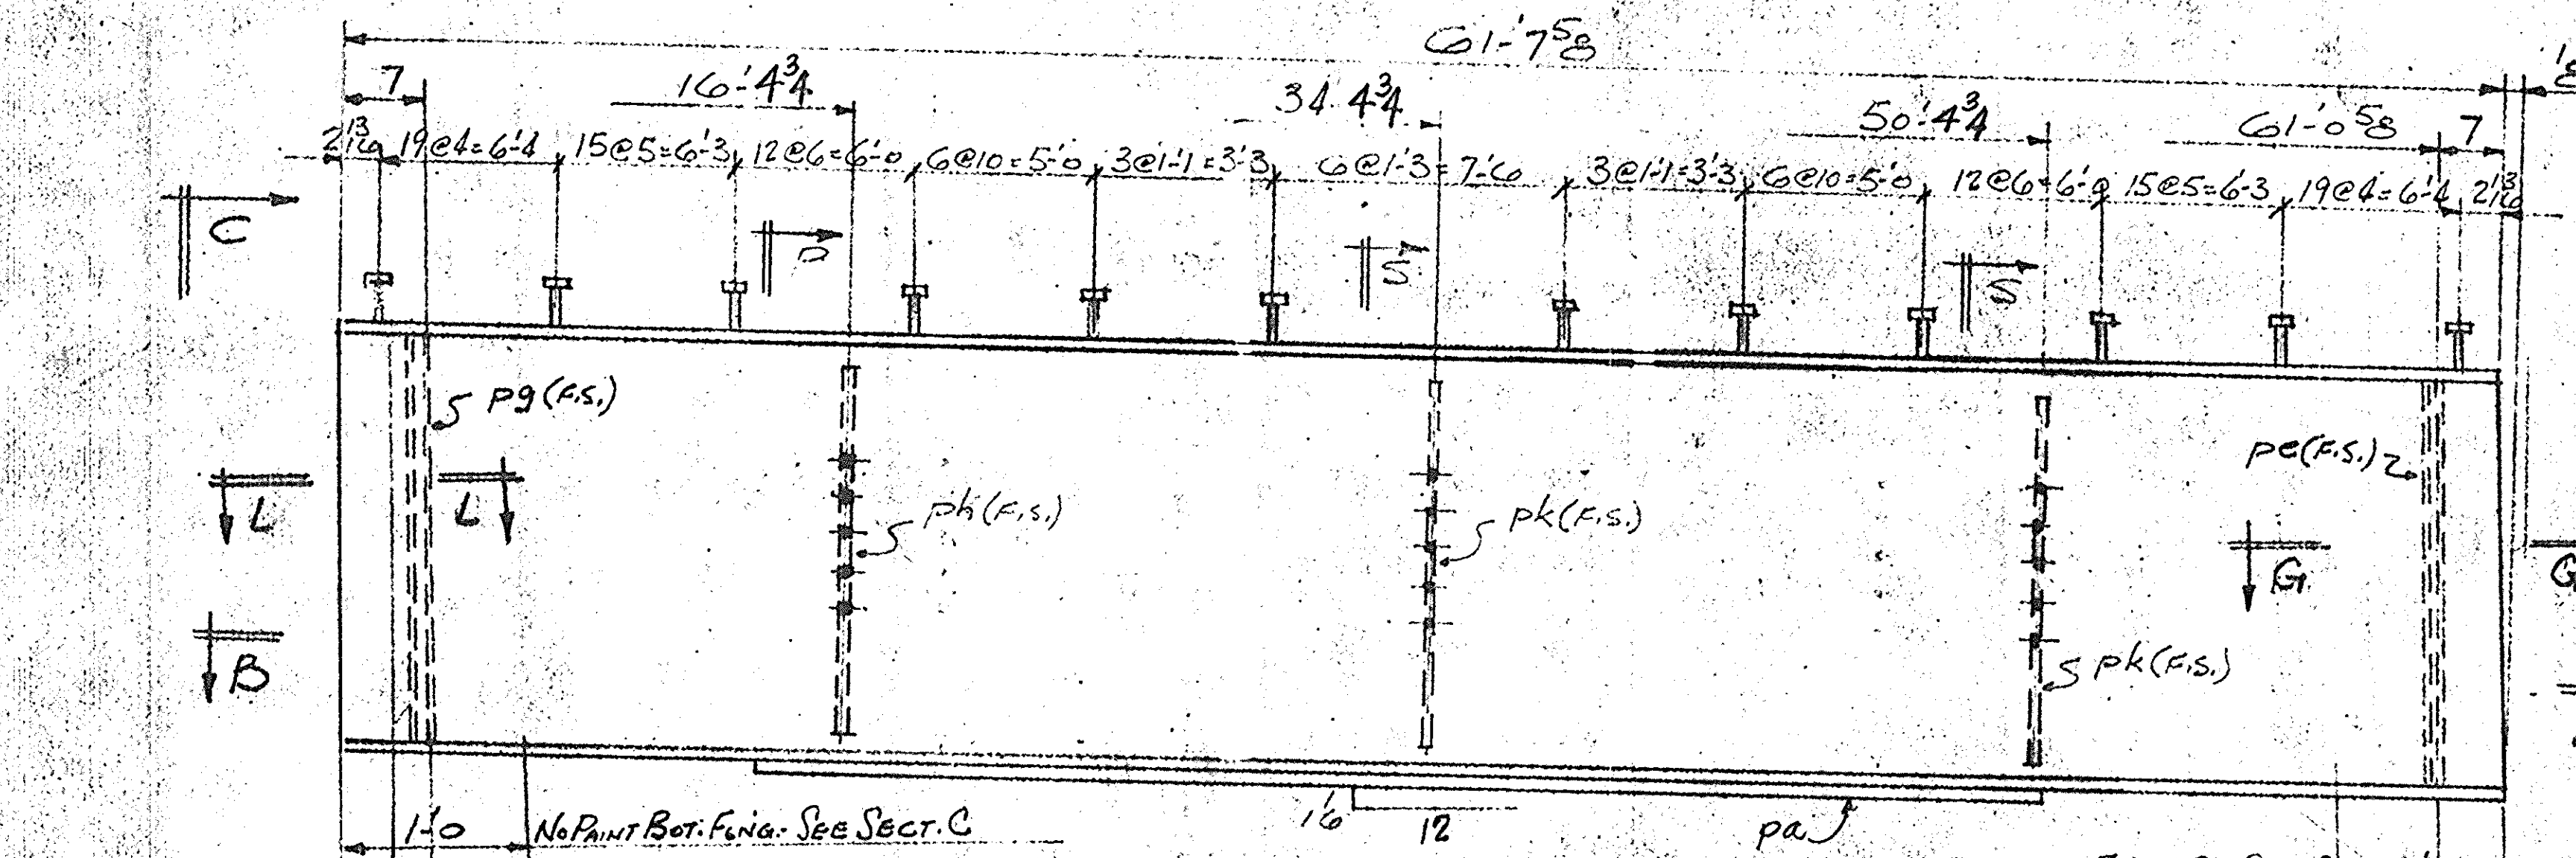 61'-7 5/8
1/8
7
16'-4 3/4
34 4 3/4
50'-4 3/4
61'-0 5/8
7
2 13/16 19@4=6'-4 15@5=6'-3 12@6=6'-0 6@10=5'-0 3@1'-1=3'-3 6@1'-3=7'-6 3@1'-1=3'-3 6@10=5'-0 12@6=6'-0 15@5=6'-3 19@4=6'-4 2 13/16
C
S
S
pg (F.S.)
pe (F.S.)
L
L
ph (F.S.)
pk (F.S.)
G
G
B
pk (F.S.)
1'-0
NO PAINT BOT. FLNG. SEE SECT. C
1/16
12
pa